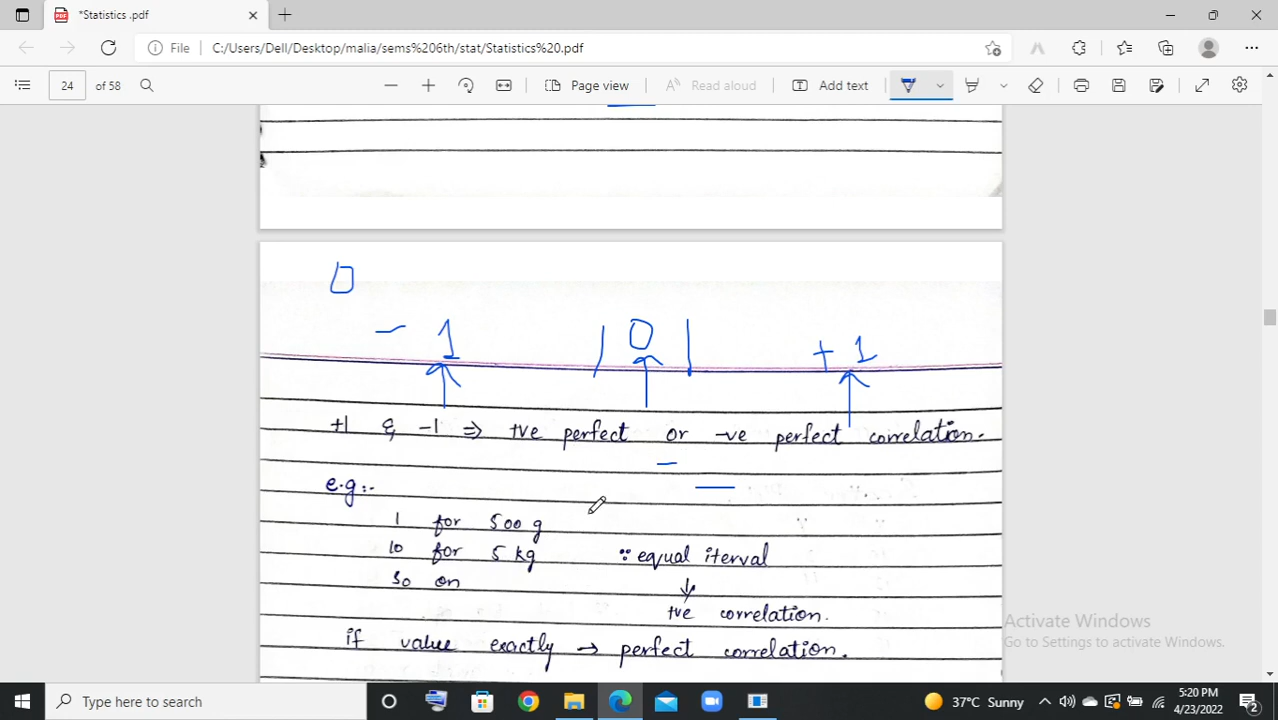 *Statistics .pdf
File C:/Users/Dell/Desktop/malia/sems%206th/stat/Statistics%20.pdf
24 of 58 Page view Read aloud Add text
0
- 1 | 0 | + 1
+1 & -1 ⇒ +ve perfect or -ve perfect correlation.
e.g:-
1 for 500 g
10 for 5 kg ∵ equal iterval
So on ↓
+ve correlation.
if value exactly → perfect correlation.
Activate Windows
Go to Settings to activate Windows.
Type here to search
37°C Sunny
5:20 PM
4/23/2022
2